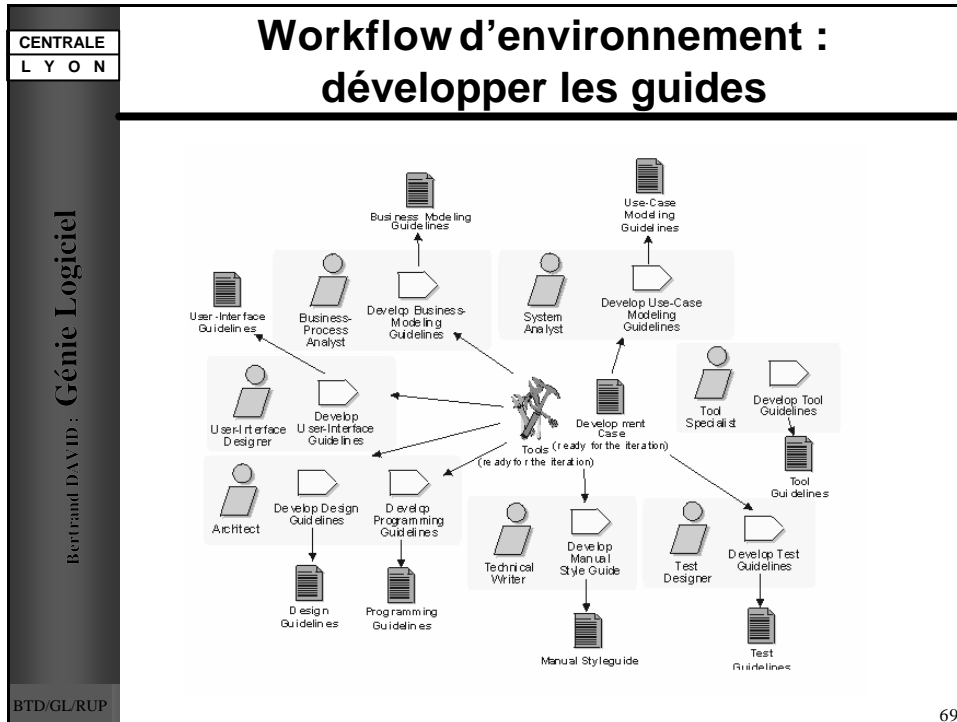 CENTRALE
L Y O N
Workflow d’environnement :
développer les guides
Bertrand DAVID : Génie Logiciel
Business Modeling
Guidelines
Use-Case
Modeling
Guidelines
User-Interface
Guidelines
Business-
Process
Analyst
Develop Business-
Modeling
Guidelines
System
Analyst
Develop Use-Case
Modeling
Guidelines
User-Interface
Designer
Develop
User-Interface
Guidelines
Tools
(ready for the iteration)
Development
Case
(ready for the iteration)
Tool
Specialist
Develop Tool
Guidelines
Tool
Guidelines
Architect
Develop Design
Guidelines
Develop
Programming
Guidelines
Technical
Writer
Develop
Manual
Style Guide
Test
Designer
Develop Test
Guidelines
Design
Guidelines
Programming
Guidelines
Manual Styleguide
Test
Guidelines
BTD/GL/RUP
69